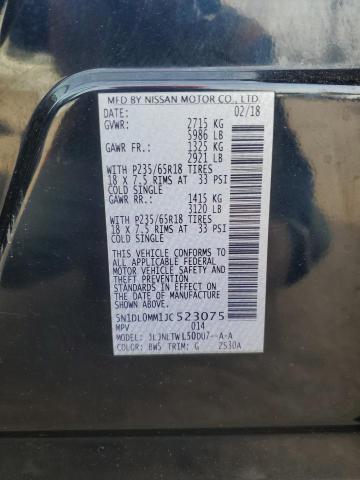 MFD BY NISSAN MOTOR CO., LTD.
DATE: 02/18
GVWR: 2715 KG
5986 LB
GAWR FR: 1325 KG
2921 LB
WITH P235/65R18 TIRES
18 X 7.5 RIMS AT 33 PSI
COLD SINGLE
GAWR RR: 1415 KG
3120 LB
WITH P235/65R18 TIRES
18 X 7.5 RIMS AT 33 PSI
COLD SINGLE
THIS VEHICLE CONFORMS TO
ALL APPLICABLE FEDERAL
MOTOR VEHICLE SAFETY AND
THEFT PREVENTION STANDARDS
IN EFFECT ON THE DATE OF
MANUFACTURE SHOWN ABOVE.
5N1DL0MM1JC523075
MPV 014
MODEL: JLJNLTWL50DU7--A-A
COLOR: BW5 TRIM: G 2530A